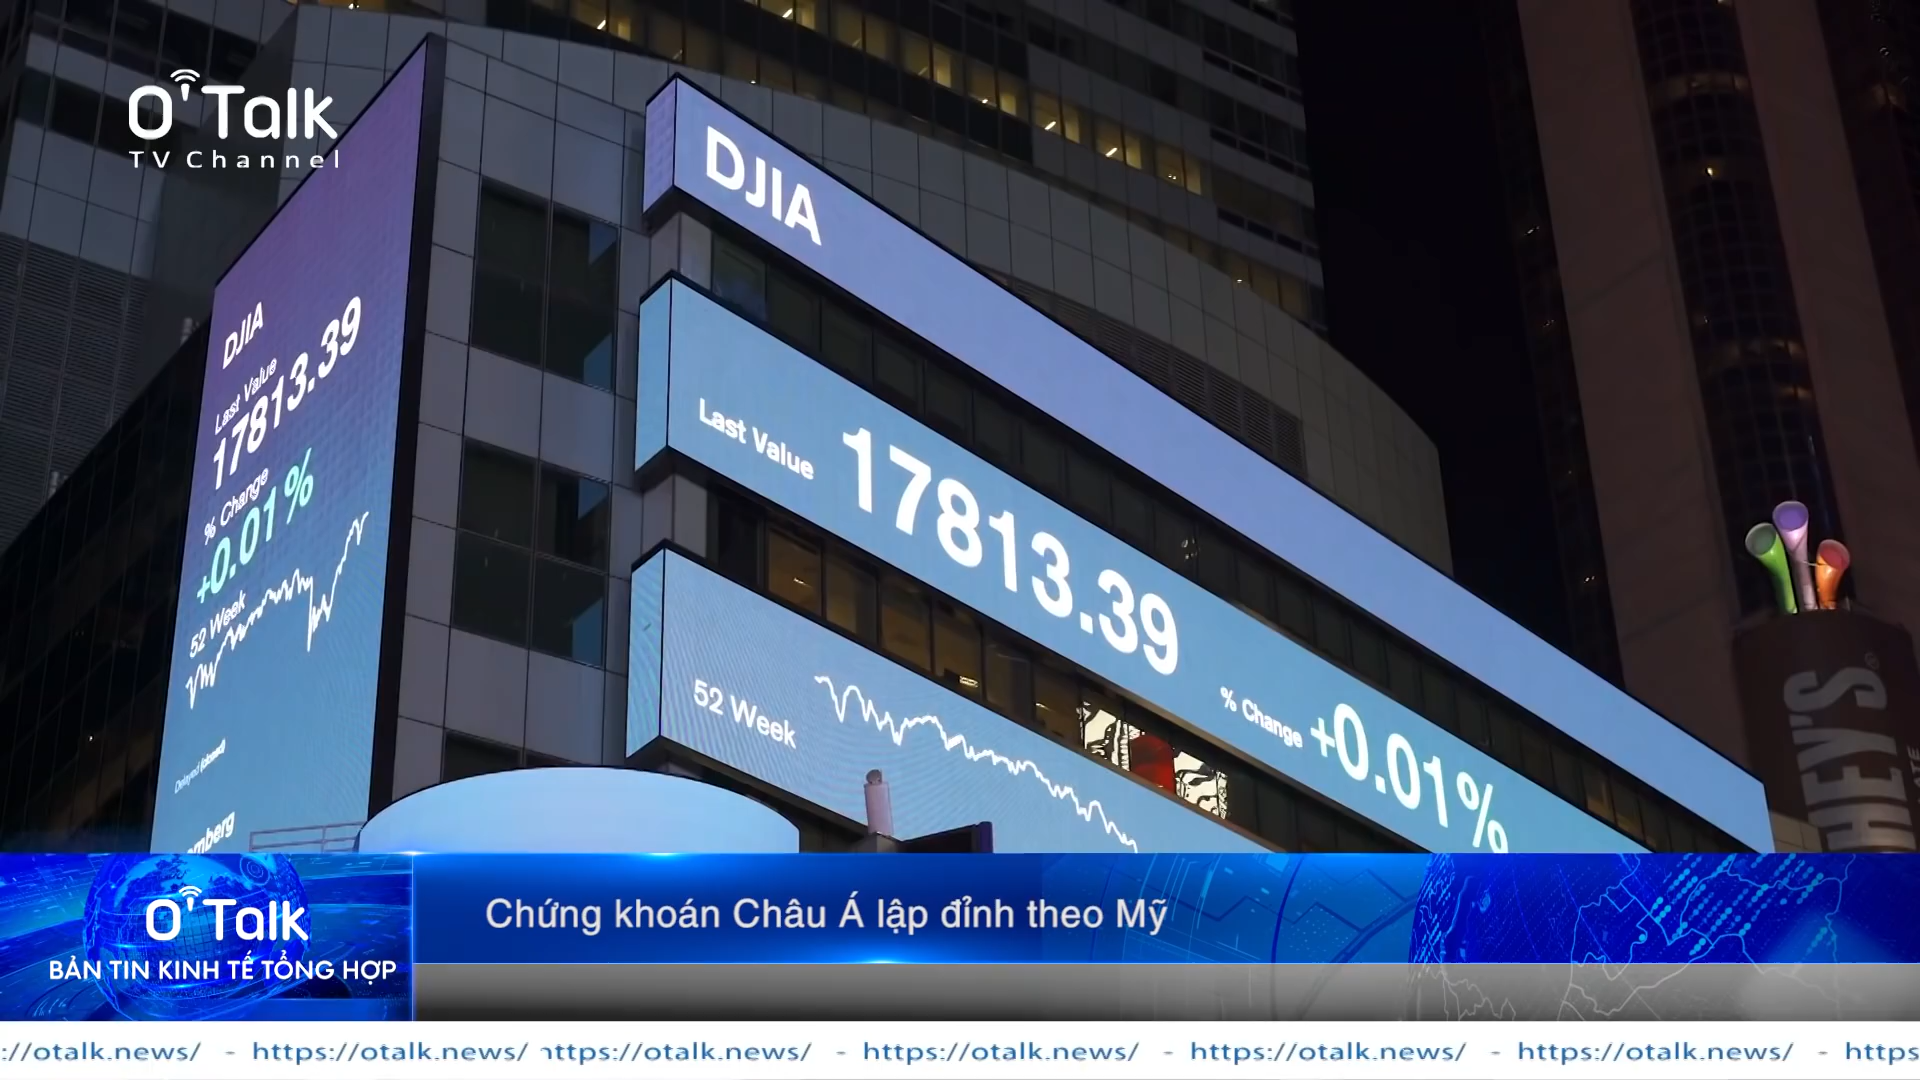 O'Talk
TV Channel
DJIA
Last Value
17813.39
% Change
+0.01%
52 Week
Delayed
DJIA
Last Value 17813.39 % Change +0.01%
52 Week
HEY'S
O'Talk
BẢN TIN KINH TẾ TỔNG HỢP
Chứng khoán Châu Á lập đỉnh theo Mỹ
://otalk.news/ - https://otalk.news/ https://otalk.news/ - https://otalk.news/ - https://otalk.news/ - https://otalk.news/ - https